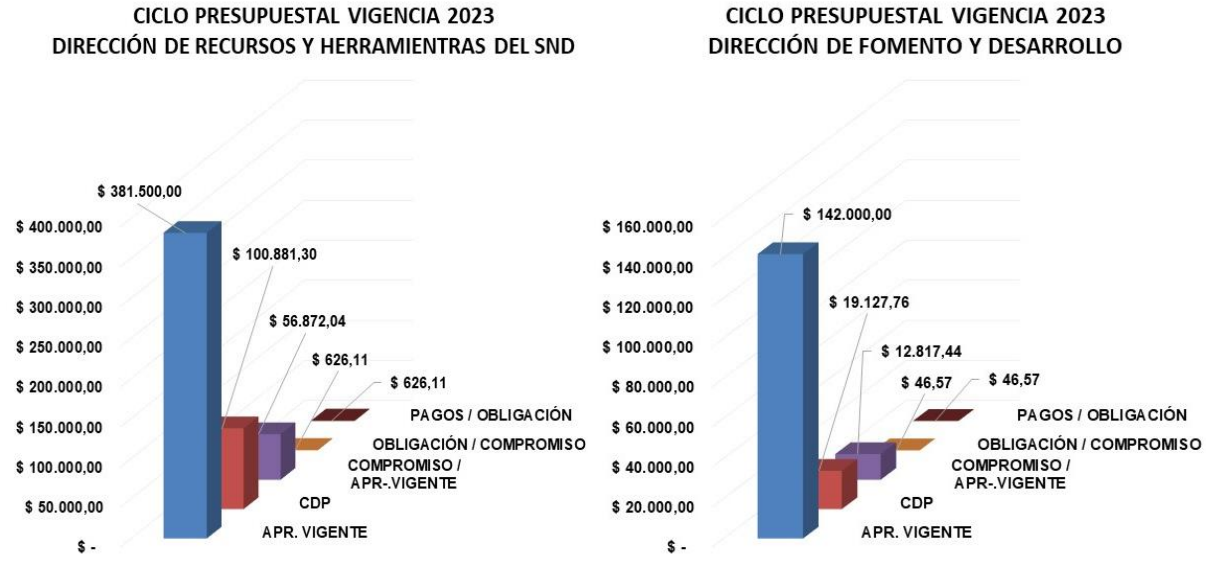 CICLO PRESUPUESTAL VIGENCIA 2023
DIRECCIÓN DE RECURSOS Y HERRAMIENTRAS DEL SND
$ 381.500,00
$ 400.000,00
$ 350.000,00
$ 300.000,00
$ 250.000,00
$ 200.000,00
$ 150.000,00
$ 100.000,00
$ 50.000,00
$ -
$ 100.881,30
$ 56.872,04
$ 626,11
$ 626,11
PAGOS / OBLIGACIÓN
OBLIGACIÓN / COMPROMISO
COMPROMISO /
APR-.VIGENTE
CDP
APR. VIGENTE
CICLO PRESUPUESTAL VIGENCIA 2023
DIRECCIÓN DE FOMENTO Y DESARROLLO
$ 142.000,00
$ 160.000,00
$ 140.000,00
$ 120.000,00
$ 100.000,00
$ 80.000,00
$ 60.000,00
$ 40.000,00
$ 20.000,00
$ -
$ 19.127,76
$ 12.817,44
$ 46,57
$ 46,57
PAGOS / OBLIGACIÓN
OBLIGACIÓN / COMPROMISO
COMPROMISO /
APR-.VIGENTE
CDP
APR. VIGENTE